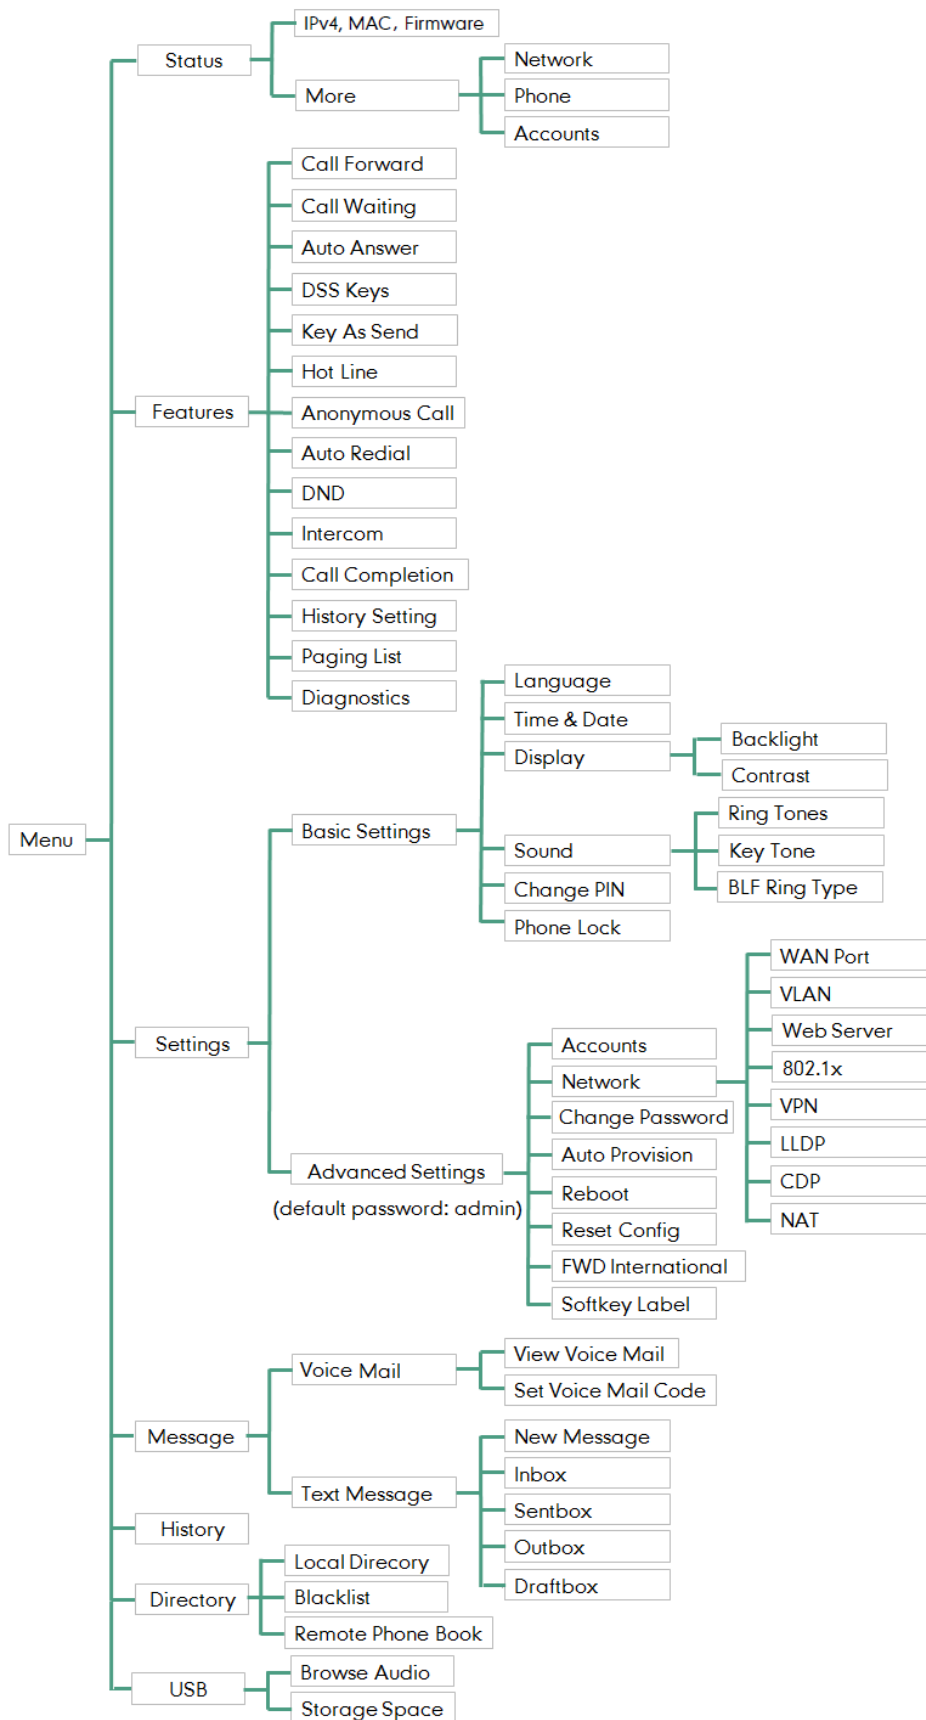 IPv4, MAC, Firmware
Status
Network
More
Phone
Accounts
Call Forward
Call Waiting
Auto Answer
DSS Keys
Key As Send
Hot Line
Features
Anonymous Call
Auto Redial
DND
Intercom
Call Completion
History Setting
Paging List
Diagnostics
Language
Time & Date
Display
Backlight
Contrast
Menu
Basic Settings
Sound
Ring Tones
Key Tone
BLF Ring Type
Change PIN
Phone Lock
Settings
Advanced Settings
(default password: admin)
Accounts
Network
WAN Port
VLAN
Web Server
802.1x
VPN
LLDP
CDP
NAT
Change Password
Auto Provision
Reboot
Reset Config
FWD International
Softkey Label
Message
Voice Mail
View Voice Mail
Set Voice Mail Code
Text Message
New Message
Inbox
Sentbox
Outbox
Draftbox
History
Directory
Local Direcory
Blacklist
Remote Phone Book
USB
Browse Audio
Storage Space